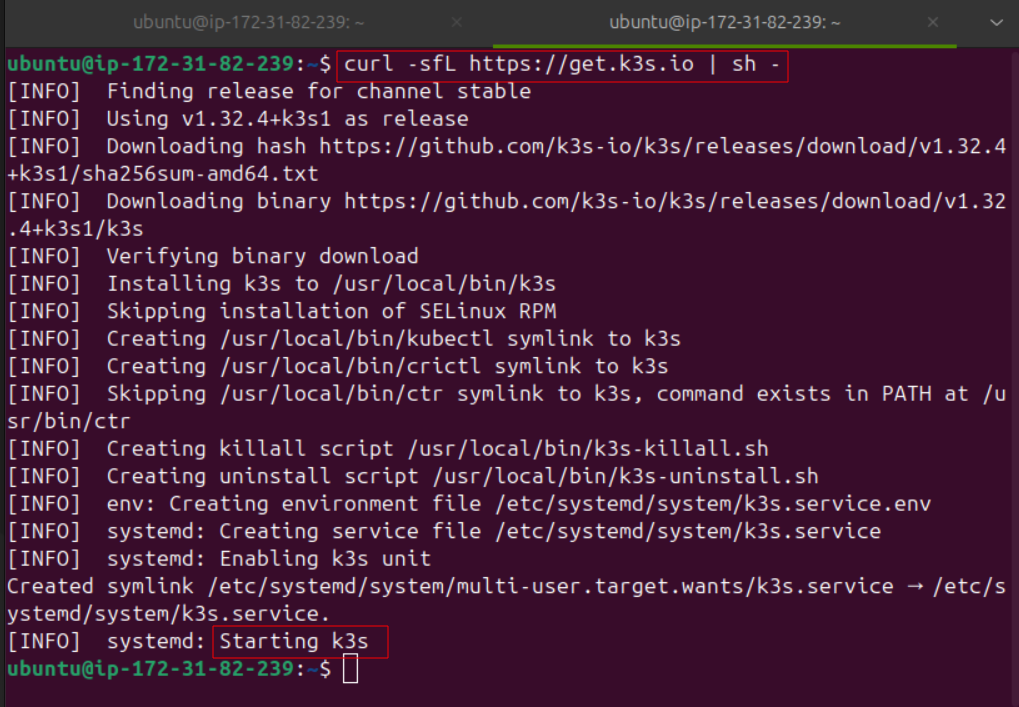 ubuntu@ip-172-31-82-239: ~ × ubuntu@ip-172-31-82-239: ~ ×
ubuntu@ip-172-31-82-239:~$ curl -sfL https://get.k3s.io | sh -
[INFO]  Finding release for channel stable
[INFO]  Using v1.32.4+k3s1 as release
[INFO]  Downloading hash https://github.com/k3s-io/k3s/releases/download/v1.32.4
+k3s1/sha256sum-amd64.txt
[INFO]  Downloading binary https://github.com/k3s-io/k3s/releases/download/v1.32
.4+k3s1/k3s
[INFO]  Verifying binary download
[INFO]  Installing k3s to /usr/local/bin/k3s
[INFO]  Skipping installation of SELinux RPM
[INFO]  Creating /usr/local/bin/kubectl symlink to k3s
[INFO]  Creating /usr/local/bin/crictl symlink to k3s
[INFO]  Skipping /usr/local/bin/ctr symlink to k3s, command exists in PATH at /u
sr/bin/ctr
[INFO]  Creating killall script /usr/local/bin/k3s-killall.sh
[INFO]  Creating uninstall script /usr/local/bin/k3s-uninstall.sh
[INFO]  env: Creating environment file /etc/systemd/system/k3s.service.env
[INFO]  systemd: Creating service file /etc/systemd/system/k3s.service
[INFO]  systemd: Enabling k3s unit
Created symlink /etc/systemd/system/multi-user.target.wants/k3s.service → /etc/s
ystemd/system/k3s.service.
[INFO]  systemd: Starting k3s
ubuntu@ip-172-31-82-239:~$